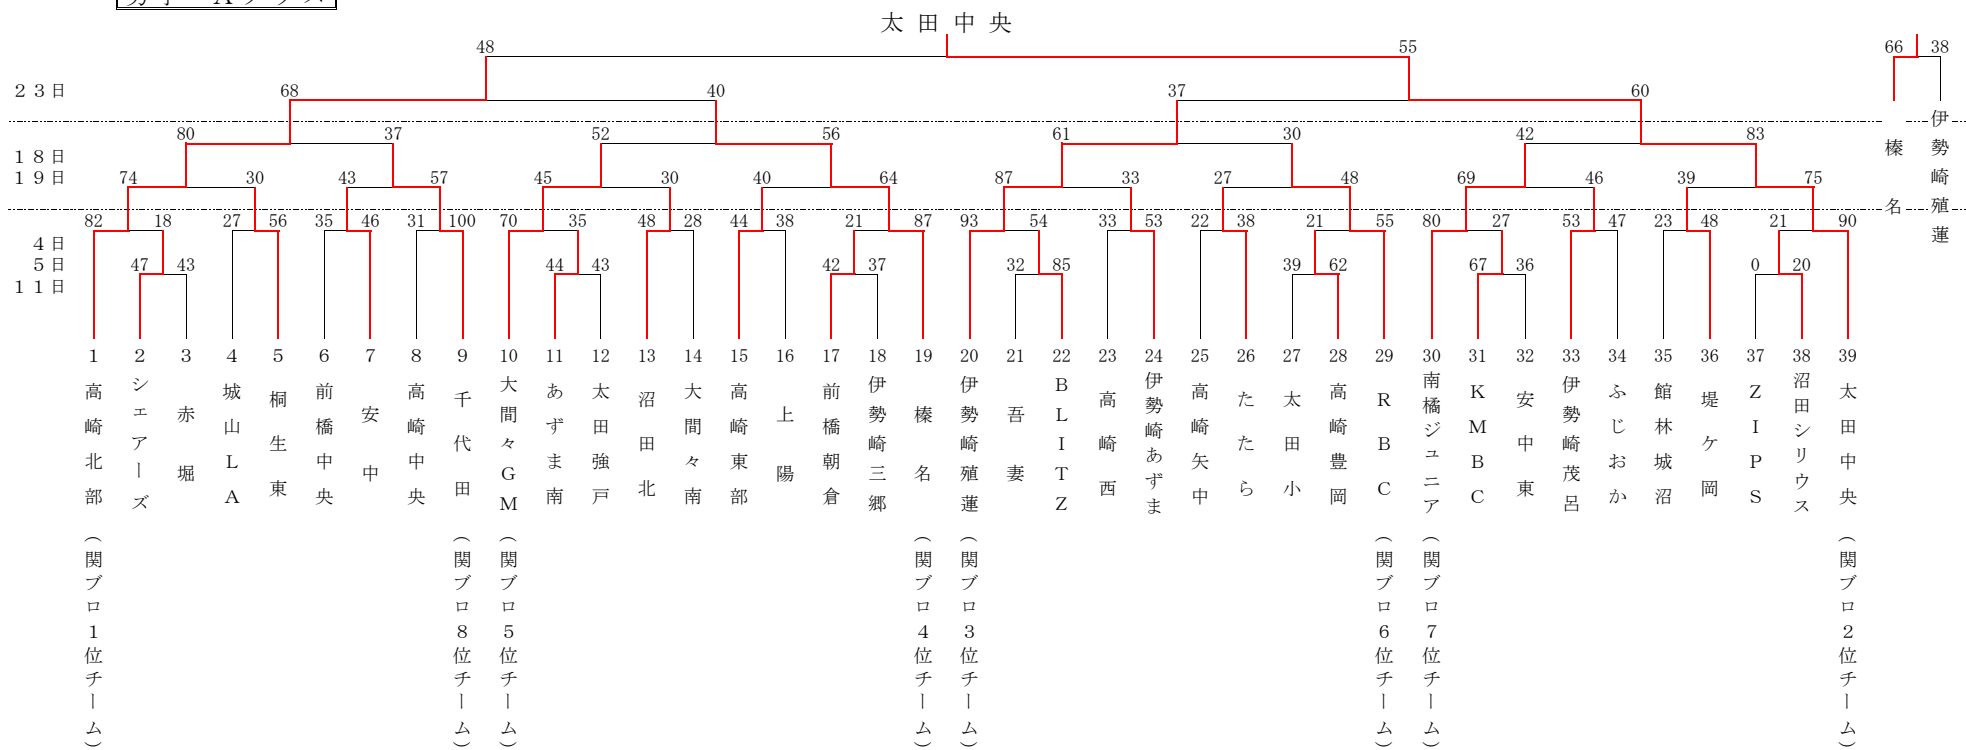 太田中央
48 55 66 38
23日 68 40 37 60
80 37 52 56 61 30 42 83
18日
19日 74 30 43 57 45 30 40 64 87 33 27 48 69 46 39 75
82 18 27 56 35 46 31 100 70 35 48 28 44 38 21 87 93 54 33 53 22 38 21 55 80 27 53 47 23 48 21 90
4日
5日 47 43 44 43 42 37 32 85 39 62 67 36 0 20
11日
榛名
伊勢崎殖蓮
1 高崎北部(関ブロ1位チーム)
2 シェアーズ
3 赤堀
4 城山LA
5 桐生東
6 前橋中央
7 安中
8 高崎中央
9 千代田(関ブロ8位チーム)
10 大間々GM(関ブロ5位チーム)
11 あずま南
12 太田強戸
13 沼田北
14 大間々南
15 高崎東部
16 上陽
17 前橋朝倉
18 伊勢崎三郷
19 榛名(関ブロ4位チーム)
20 伊勢崎殖蓮(関ブロ3位チーム)
21 吾妻
22 BLITZ
23 高崎西
24 伊勢崎あずま
25 高崎矢中
26 たたら
27 太田小
28 高崎豊岡
29 RBC(関ブロ6位チーム)
30 南橘ジュニア(関ブロ7位チーム)
31 KMBC
32 安中東
33 伊勢崎茂呂
34 ふじおか
35 館林城沼
36 堤ケ岡
37 ZIPS
38 沼田シリウス
39 太田中央(関ブロ2位チーム)